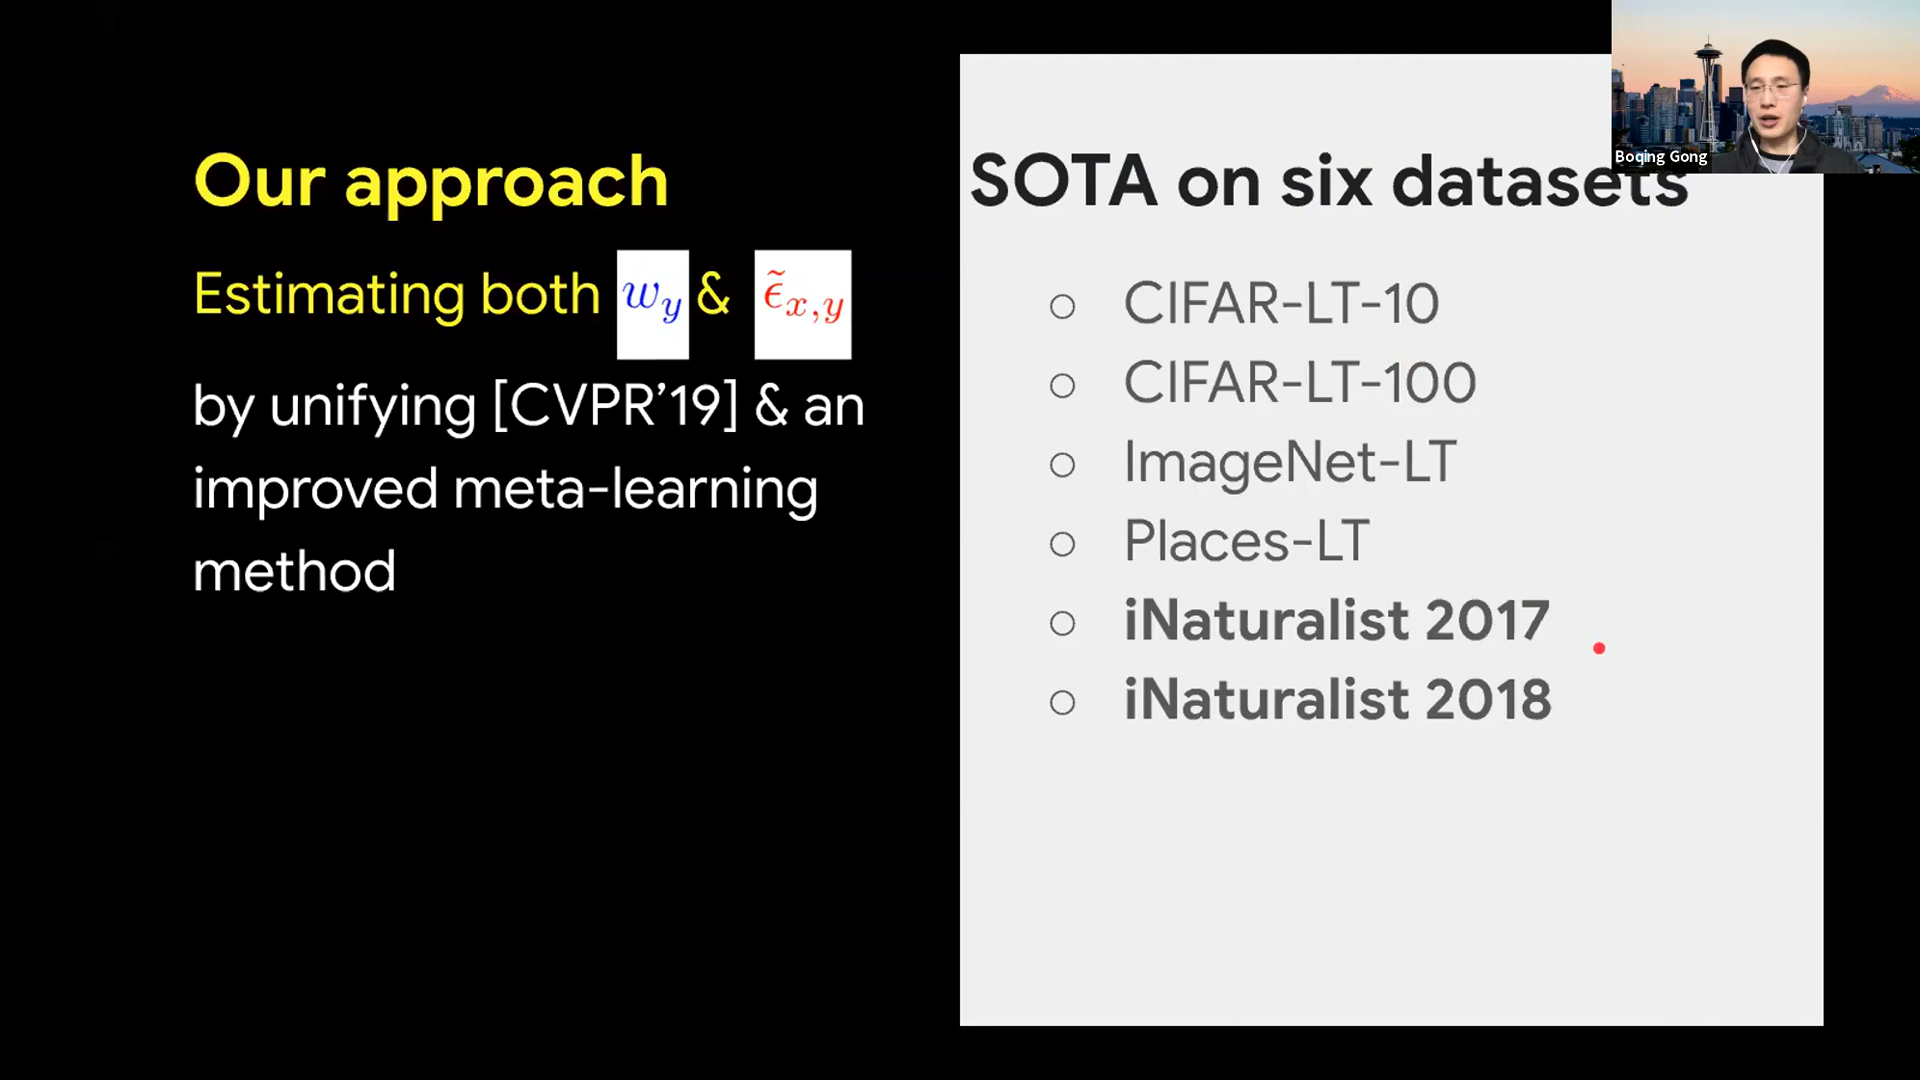 Our approach
Estimating both w_y & ϵ̃_{x,y}
by unifying [CVPR’19] & an
improved meta-learning
method
SOTA on six datasets
○ CIFAR-LT-10
○ CIFAR-LT-100
○ ImageNet-LT
○ Places-LT
○ iNaturalist 2017
○ iNaturalist 2018
Boqing Gong